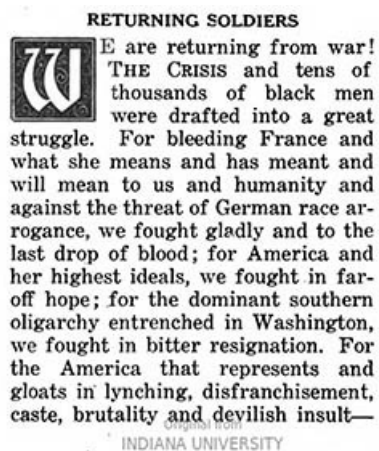 RETURNING SOLDIERS
WE are returning from war!
THE CRISIS and tens of
thousands of black men
were drafted into a great
struggle. For bleeding France and
what she means and has meant and
will mean to us and humanity and
against the threat of German race ar-
rogance, we fought gladly and to the
last drop of blood; for America and
her highest ideals, we fought in far-
off hope; for the dominant southern
oligarchy entrenched in Washington,
we fought in bitter resignation. For
the America that represents and
gloats in lynching, disfranchisement,
caste, brutality and devilish insult—
Original from
INDIANA UNIVERSITY